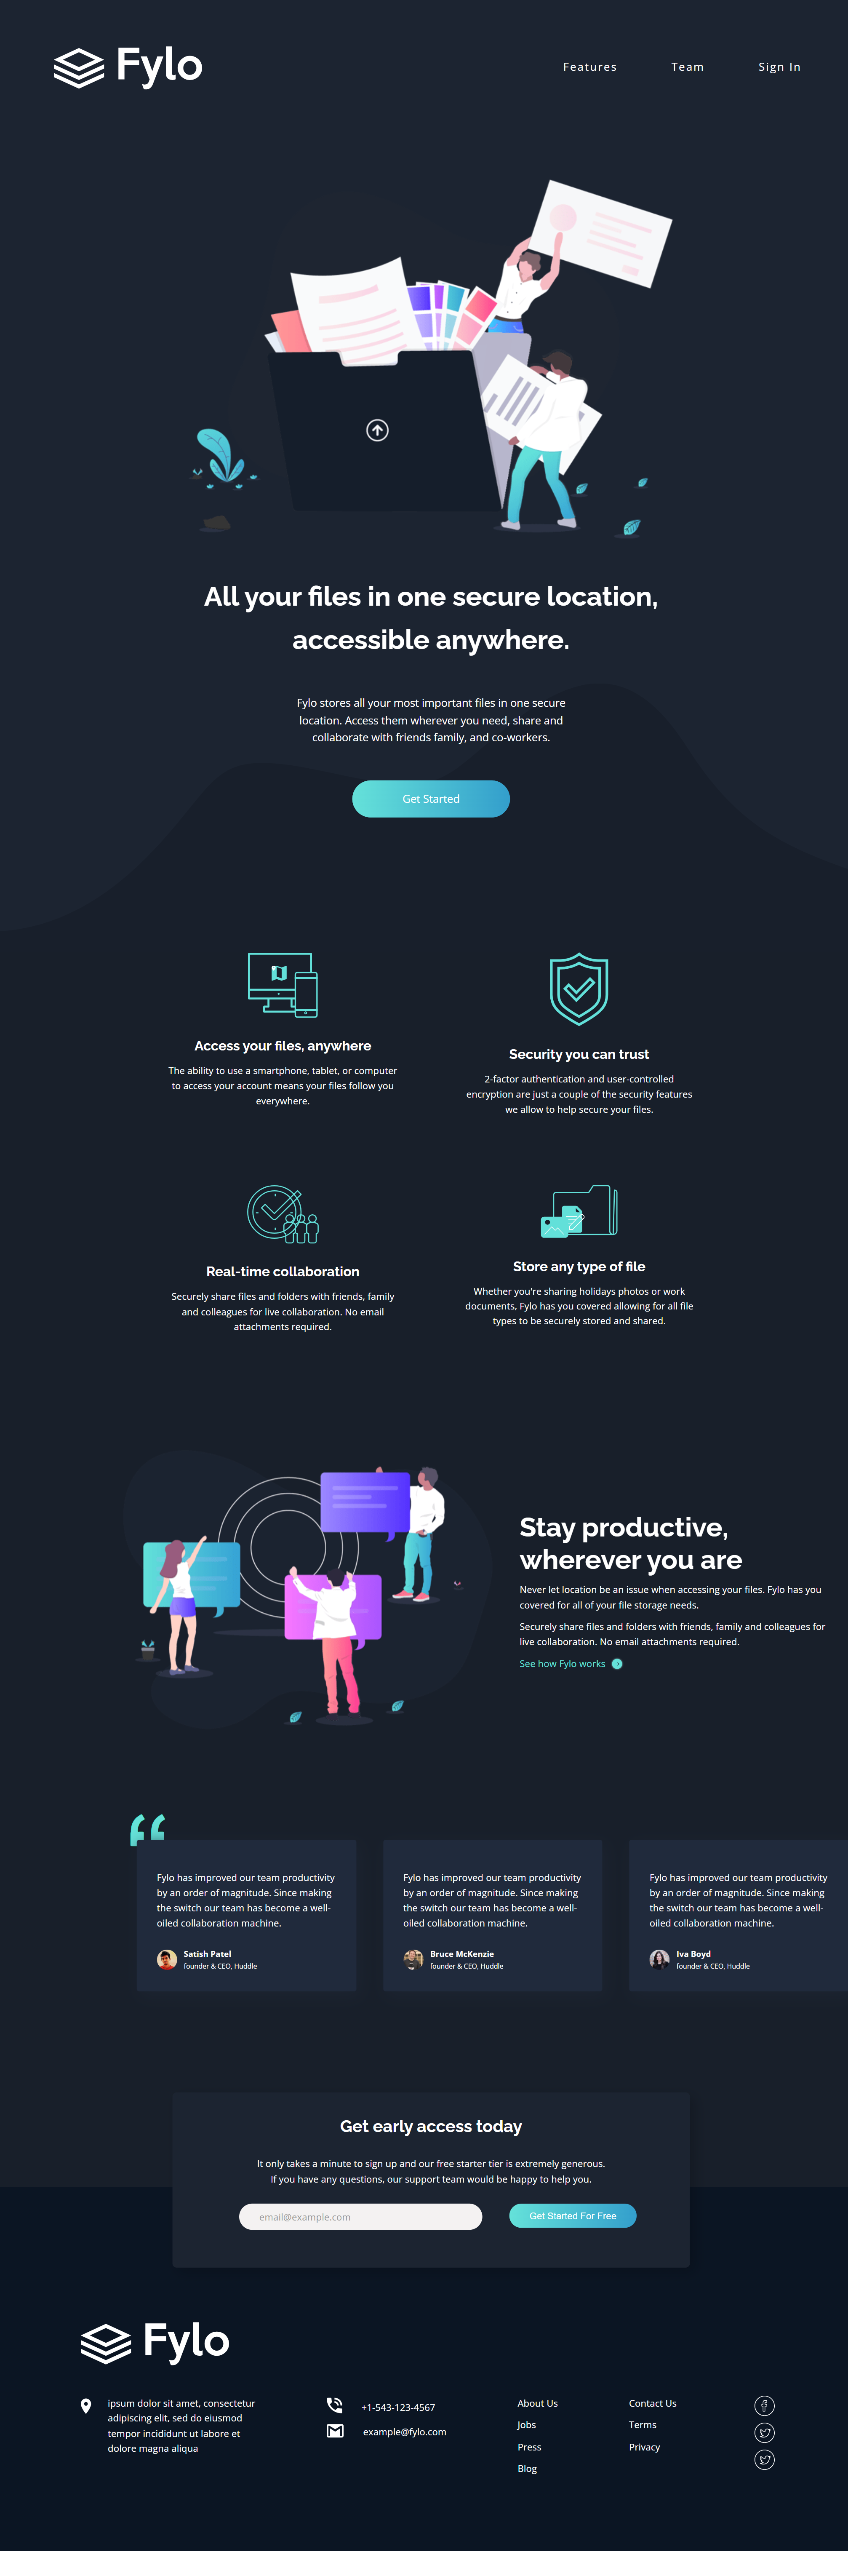 Fylo
Features Team Sign In
All your files in one secure location,
accessible anywhere.
Fylo stores all your most important files in one secure
location. Access them wherever you need, share and
collaborate with friends family, and co-workers.
Get Started
Access your files, anywhere
The ability to use a smartphone, tablet, or computer
to access your account means your files follow you
everywhere.
Security you can trust
2-factor authentication and user-controlled
encryption are just a couple of the security features
we allow to help secure your files.
Real-time collaboration
Securely share files and folders with friends, family
and colleagues for live collaboration. No email
attachments required.
Store any type of file
Whether you're sharing holidays photos or work
documents, Fylo has you covered allowing for all file
types to be securely stored and shared.
Stay productive,
wherever you are
Never let location be an issue when accessing your files. Fylo has you
covered for all of your file storage needs.
Securely share files and folders with friends, family and colleagues for
live collaboration. No email attachments required.
See how Fylo works
“
Fylo has improved our team productivity
by an order of magnitude. Since making
the switch our team has become a well-
oiled collaboration machine.
Satish Patel
founder & CEO, Huddle
Fylo has improved our team productivity
by an order of magnitude. Since making
the switch our team has become a well-
oiled collaboration machine.
Bruce McKenzie
founder & CEO, Huddle
Fylo has improved our team productivity
by an order of magnitude. Since making
the switch our team has become a well-
oiled collaboration machine.
Iva Boyd
founder & CEO, Huddle
Get early access today
It only takes a minute to sign up and our free starter tier is extremely generous.
If you have any questions, our support team would be happy to help you.
email@example.com
Get Started For Free
Fylo
ipsum dolor sit amet, consectetur
adipiscing elit, sed do eiusmod
tempor incididunt ut labore et
dolore magna aliqua
+1-543-123-4567
example@fylo.com
About Us
Jobs
Press
Blog
Contact Us
Terms
Privacy